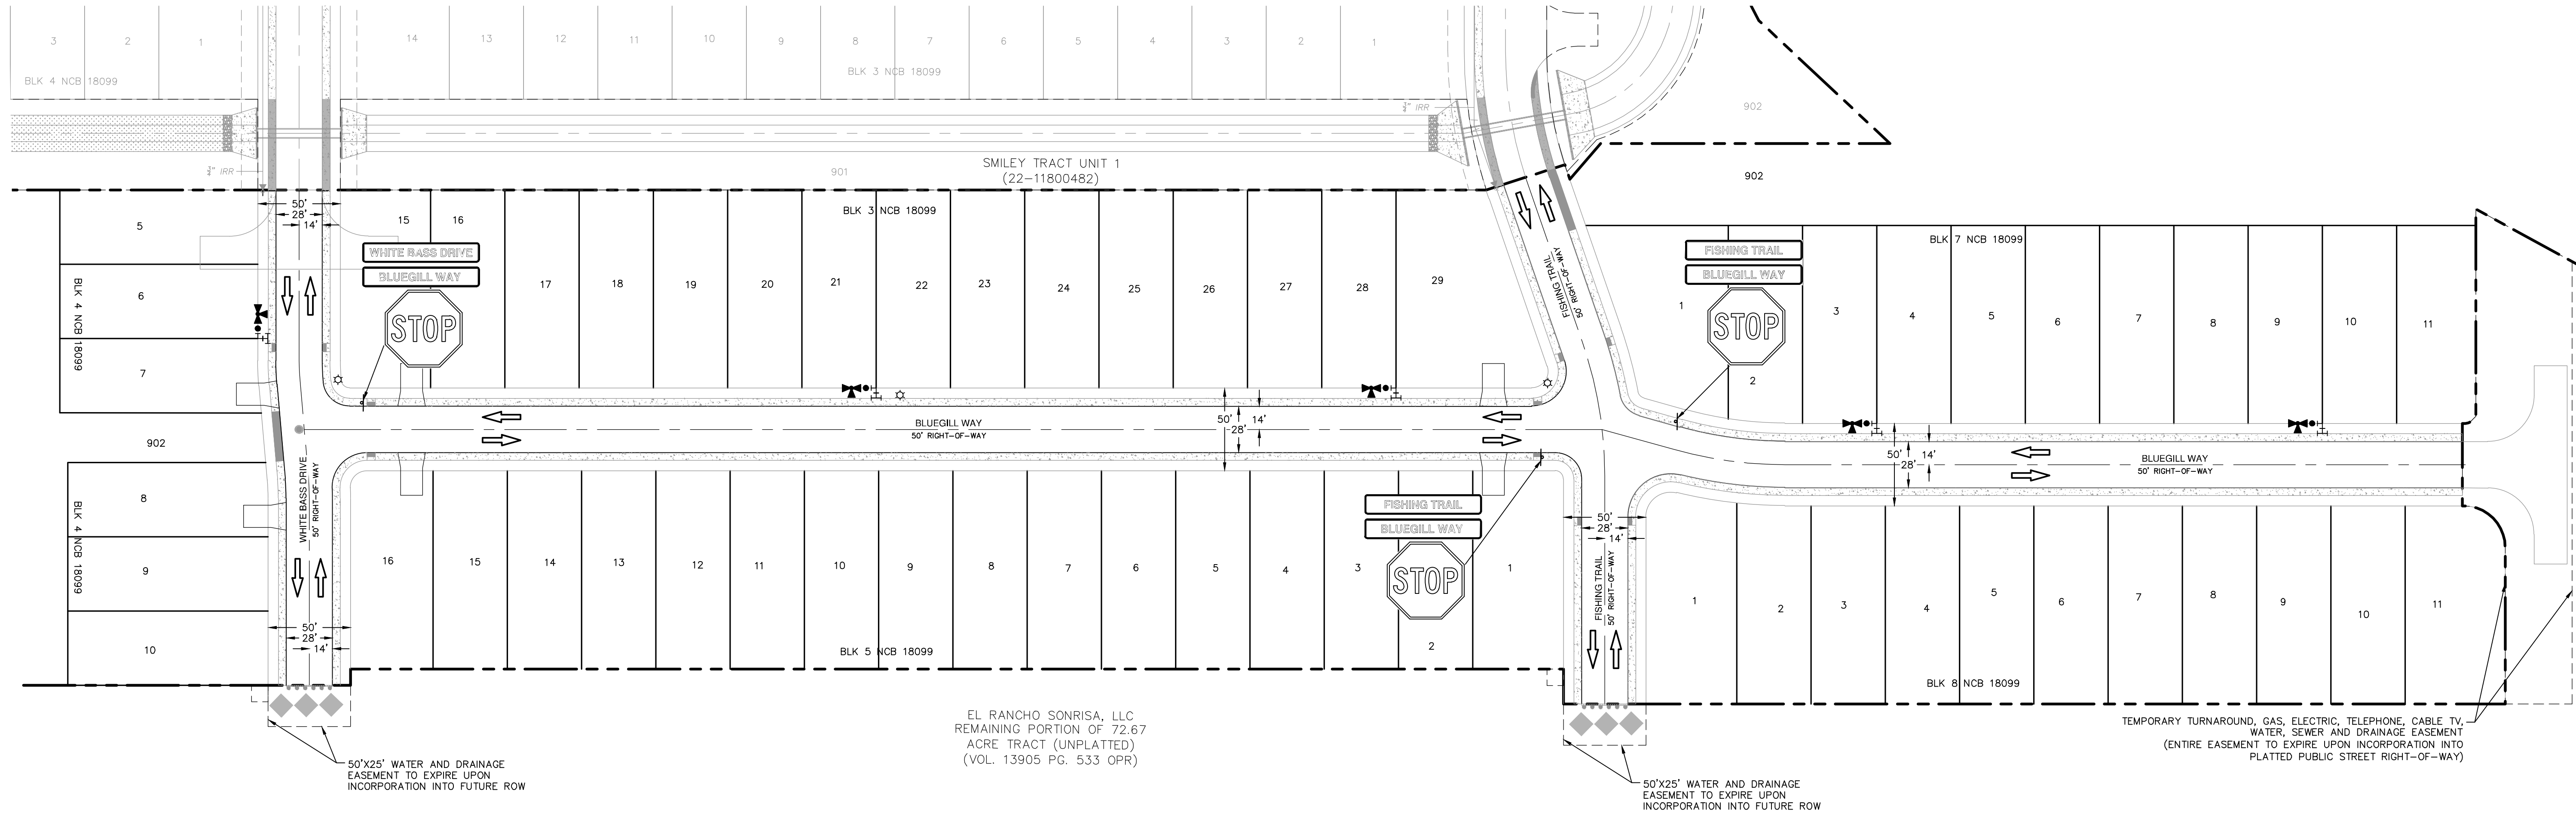 3
2
1
BLK 4 NCB 18099
14
13
12
11
10
9
8
7
6
5
4
3
2
1
BLK 3 NCB 18099
902
¾" IRR
½" IRR
901
SMILEY TRACT UNIT 1
(22-11800482)
902
50'
28'
14'
5
6
7
BLK 4 NCB 18099
902
15
16
BLK 3 NCB 18099
17
18
19
20
21
22
23
24
25
26
27
28
29
WHITE BASS DRIVE
BLUEGILL WAY
STOP
FISHING TRAIL
50' RIGHT-OF-WAY
FISHING TRAIL
BLUEGILL WAY
STOP
BLK 7 NCB 18099
1
2
3
4
5
6
7
8
9
10
11
BLUEGILL WAY
50' RIGHT-OF-WAY
50'
28'
14'
50'
28'
14'
BLUEGILL WAY
50' RIGHT-OF-WAY
WHITE BASS DRIVE
50' RIGHT-OF-WAY
8
9
10
BLK 4 NCB 18099
50'
28'
14'
16
15
14
13
12
11
10
9
8
7
6
5
4
3
2
1
BLK 5 NCB 18099
FISHING TRAIL
BLUEGILL WAY
STOP
50'
28'
14'
FISHING TRAIL
50' RIGHT-OF-WAY
1
2
3
4
5
6
7
8
9
10
11
BLK 8 NCB 18099
EL RANCHO SONRISA, LLC
REMAINING PORTION OF 72.67
ACRE TRACT (UNPLATTED)
(VOL. 13905 PG. 533 OPR)
50'X25' WATER AND DRAINAGE
EASEMENT TO EXPIRE UPON
INCORPORATION INTO FUTURE ROW
50'X25' WATER AND DRAINAGE
EASEMENT TO EXPIRE UPON
INCORPORATION INTO FUTURE ROW
TEMPORARY TURNAROUND, GAS, ELECTRIC, TELEPHONE, CABLE TV,
WATER, SEWER AND DRAINAGE EASEMENT
(ENTIRE EASEMENT TO EXPIRE UPON INCORPORATION INTO
PLATTED PUBLIC STREET RIGHT-OF-WAY)